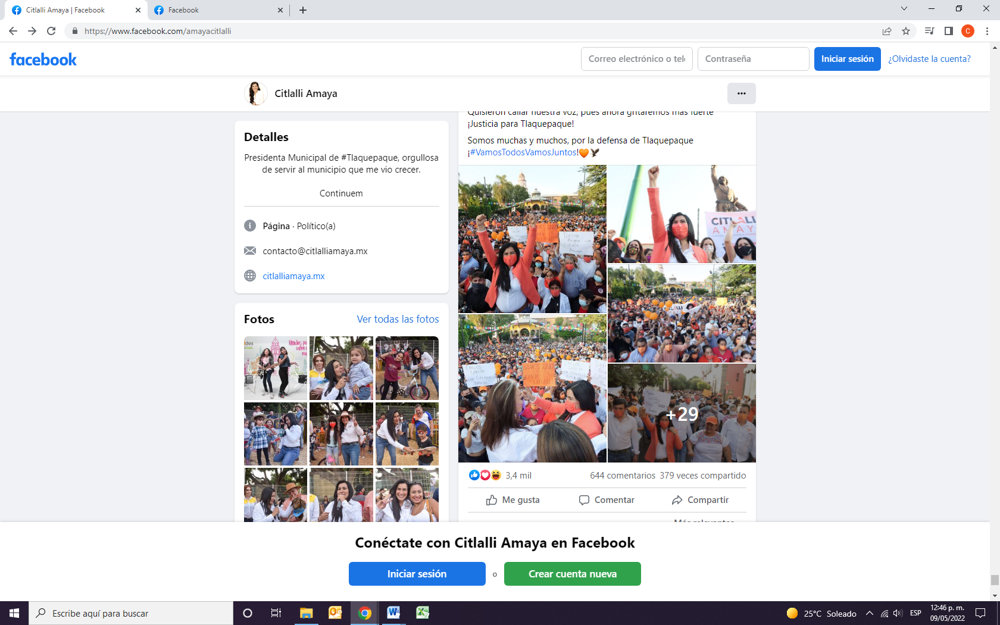 Citlalli Amaya | Facebook
Facebook
https://www.facebook.com/amayacitlalli
C
facebook
Correo electrónico o telé
Contraseña
Iniciar sesión
¿Olvidaste la cuenta?
Citlalli Amaya
Detalles
Presidenta Municipal de #Tlaquepaque, orgullosa
de servir al municipio que me vio crecer.
Continuem
Página · Político(a)
contacto@citlalliamaya.mx
citlalliamaya.mx
Fotos
Ver todas las fotos
Quisieron callar nuestra voz, pues ahora gritaremos más fuerte
¡Justicia para Tlaquepaque!
Somos muchas y muchos, por la defensa de Tlaquepaque
¡#VamosTodosVamosJuntos!🧡🦅
CITLALLI
AMAYA
+29
3,4 mil
644 comentarios 379 veces compartido
Me gusta
Comentar
Compartir
Más relevantes
Conéctate con Citlalli Amaya en Facebook
Iniciar sesión
o
Crear cuenta nueva
Escribe aquí para buscar
25°C Soleado
ESP
12:46 p. m.
09/05/2022